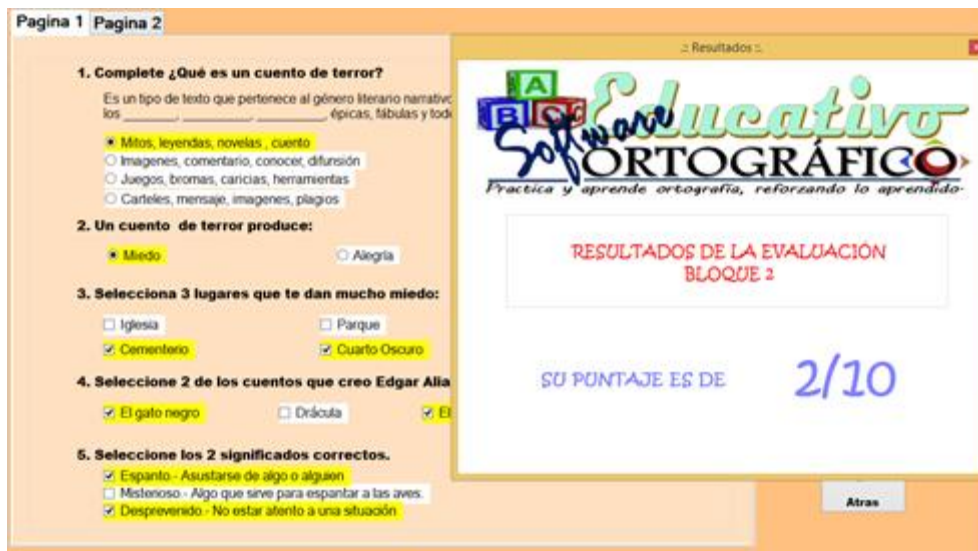 Pagina 1 Pagina 2
1. Complete ¿Qué es un cuento de terror?
Es un tipo de texto que pertenece al género literario narrativo
los ________, _________, _________, épicas, fábulas y tod
Mitos, leyendas, novelas , cuento
Imagenes, comentario, conocer, difunsión
Juegos, bromas, caricias, herramientas
Carteles, mensaje, imagenes, plagios
2. Un cuento de terror produce:
Miedo Alegría
3. Selecciona 3 lugares que te dan mucho miedo:
Iglesia Parque
Cementerio Cuarto Oscuro
4. Seleccione 2 de los cuentos que creo Edgar Alla
El gato negro Drácula El
5. Seleccione los 2 significados correctos.
Espanto.- Asustarse de algo o alguien
Misterioso.- Algo que sirve para espantar a las aves.
Desprevenido.- No estar atento a una situación
.: Resultados :.
A B C
Software Educativo
ORTOGRÁFICO
Practica y aprende ortografía, reforzando lo aprendido.
RESULTADOS DE LA EVALUACIÓN
BLOQUE 2
SU PUNTAJE ES DE 2/10
Atras